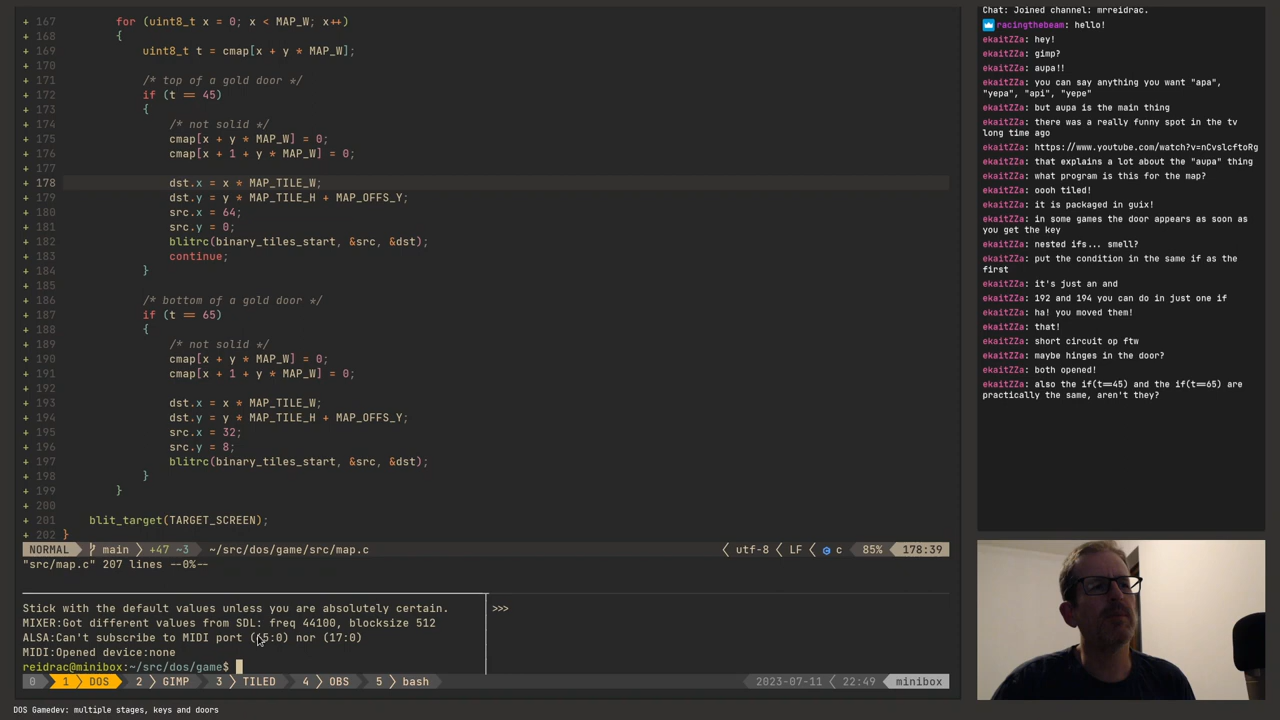 + 167         for (uint8_t x = 0; x < MAP_W; x++)
+ 168         {
+ 169             uint8_t t = cmap[x + y * MAP_W];
+ 170
+ 171             /* top of a gold door */
+ 172             if (t == 45)
+ 173             {
+ 174                 /* not solid */
+ 175                 cmap[x + y * MAP_W] = 0;
+ 176                 cmap[x + 1 + y * MAP_W] = 0;
+ 177
+ 178                 dst.x = x * MAP_TILE_W;
+ 179                 dst.y = y * MAP_TILE_H + MAP_OFFS_Y;
+ 180                 src.x = 64;
+ 181                 src.y = 0;
+ 182                 blitrc(binary_tiles_start, &src, &dst);
+ 183                 continue;
+ 184             }
+ 185
+ 186             /* bottom of a gold door */
+ 187             if (t == 65)
+ 188             {
+ 189                 /* not solid */
+ 190                 cmap[x + y * MAP_W] = 0;
+ 191                 cmap[x + 1 + y * MAP_W] = 0;
+ 192
+ 193                 dst.x = x * MAP_TILE_W;
+ 194                 dst.y = y * MAP_TILE_H + MAP_OFFS_Y;
+ 195                 src.x = 32;
+ 196                 src.y = 8;
+ 197                 blitrc(binary_tiles_start, &src, &dst);
+ 198             }
+ 199         }
+ 200
+ 201     blit_target(TARGET_SCREEN);
+ 202 }
NORMAL main +47 ~3 ~/src/dos/game/src/map.c utf-8 LF c 85% 178:39
"src/map.c" 207 lines --0%--
Stick with the default values unless you are absolutely certain.
MIXER:Got different values from SDL: freq 44100, blocksize 512
ALSA:Can't subscribe to MIDI port (65:0) nor (17:0)
MIDI:Opened device:none
reidrac@minibox:~/src/dos/game$
>>>
0 1 DOS 2 GIMP 3 TILED 4 OBS 5 bash 2023-07-11 22:49 minibox
DOS Gamedev: multiple stages, keys and doors
Chat: Joined channel: mrreidrac.
racingthebeam: hello!
ekaitZZa: hey!
ekaitZZa: gimp?
ekaitZZa: aupa!!
ekaitZZa: you can say anything you want "apa",
"yepa", "api", "yepe"
ekaitZZa: but aupa is the main thing
ekaitZZa: there was a really funny spot in the tv
long time ago
ekaitZZa: https://www.youtube.com/watch?v=nCvslcftoRg
ekaitZZa: that explains a lot about the "aupa" thing
ekaitZZa: what program is this for the map?
ekaitZZa: oooh tiled!
ekaitZZa: it is packaged in guix!
ekaitZZa: in some games the door appears as soon as
you get the key
ekaitZZa: nested ifs... smell?
ekaitZZa: put the condition in the same if as the
first
ekaitZZa: it's just an and
ekaitZZa: 192 and 194 you can do in just one if
ekaitZZa: ha! you moved them!
ekaitZZa: that!
ekaitZZa: short circuit op ftw
ekaitZZa: maybe hinges in the door?
ekaitZZa: both opened!
ekaitZZa: also the if(t==45) and the if(t==65) are
practically the same, aren't they?